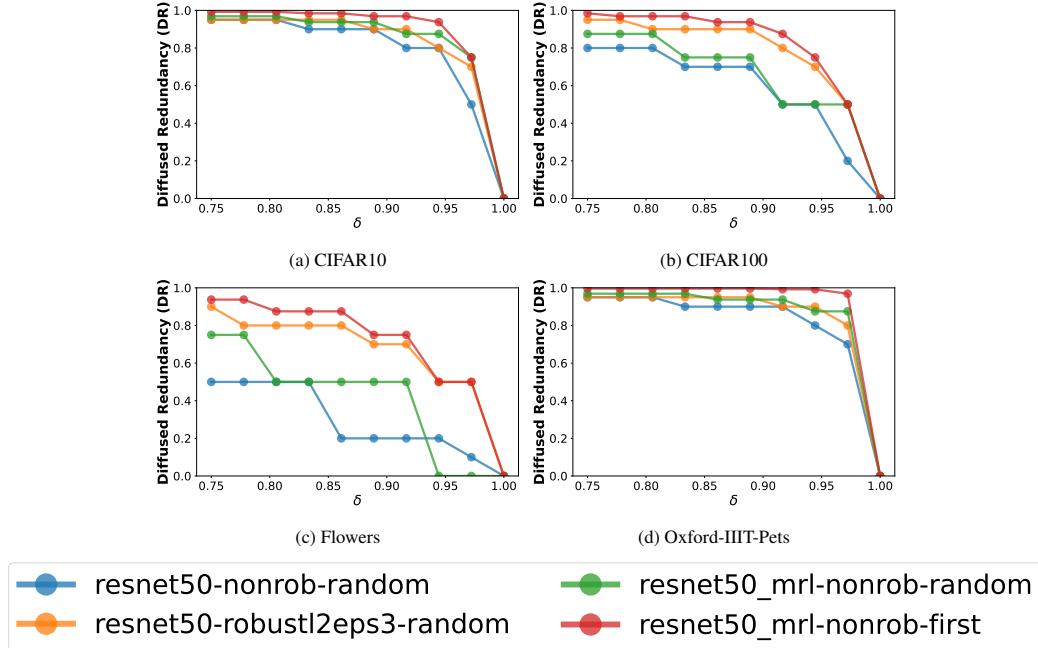 Diffused Redundancy (DR)
1.0
0.8
0.6
0.4
0.2
0.0
0.75 0.80 0.85 0.90 0.95 1.00
δ
(a) CIFAR10
Diffused Redundancy (DR)
1.0
0.8
0.6
0.4
0.2
0.0
0.75 0.80 0.85 0.90 0.95 1.00
δ
(b) CIFAR100
Diffused Redundancy (DR)
1.0
0.8
0.6
0.4
0.2
0.0
0.75 0.80 0.85 0.90 0.95 1.00
δ
(c) Flowers
Diffused Redundancy (DR)
1.0
0.8
0.6
0.4
0.2
0.0
0.75 0.80 0.85 0.90 0.95 1.00
δ
(d) Oxford-IIIT-Pets
resnet50-nonrob-random
resnet50-robustl2eps3-random
resnet50_mrl-nonrob-random
resnet50_mrl-nonrob-first